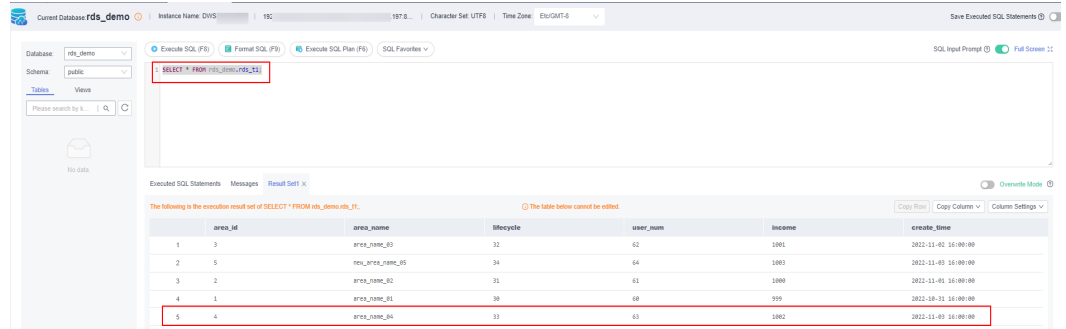 Current Database: rds_demo Instance Name: DWS 192 .197:8... Character Set: UTF8 Time Zone: Etc/GMT-8 Save Executed SQL Statements
Database: rds_demo Execute SQL (F8) Format SQL (F9) Execute SQL Plan (F6) SQL Favorites SQL Input Prompt Full Screen
Schema: public 1 SELECT * FROM rds_demo.rds_t1;
Tables Views
Please search by k...
No data
Executed SQL Statements Messages Result Set1 × Overwrite Mode
The following is the execution result set of SELECT * FROM rds_demo.rds_t1;. The table below cannot be edited. Copy Row Copy Column Column Settings
area_id area_name lifecycle user_num income create_time
1 3 area_name_03 32 62 1001 2022-11-02 16:00:00
2 5 new_area_name_05 34 64 1003 2022-11-03 16:00:00
3 2 area_name_02 31 61 1000 2022-11-01 16:00:00
4 1 area_name_01 30 60 999 2022-10-31 16:00:00
5 4 area_name_04 33 63 1002 2022-11-03 16:00:00